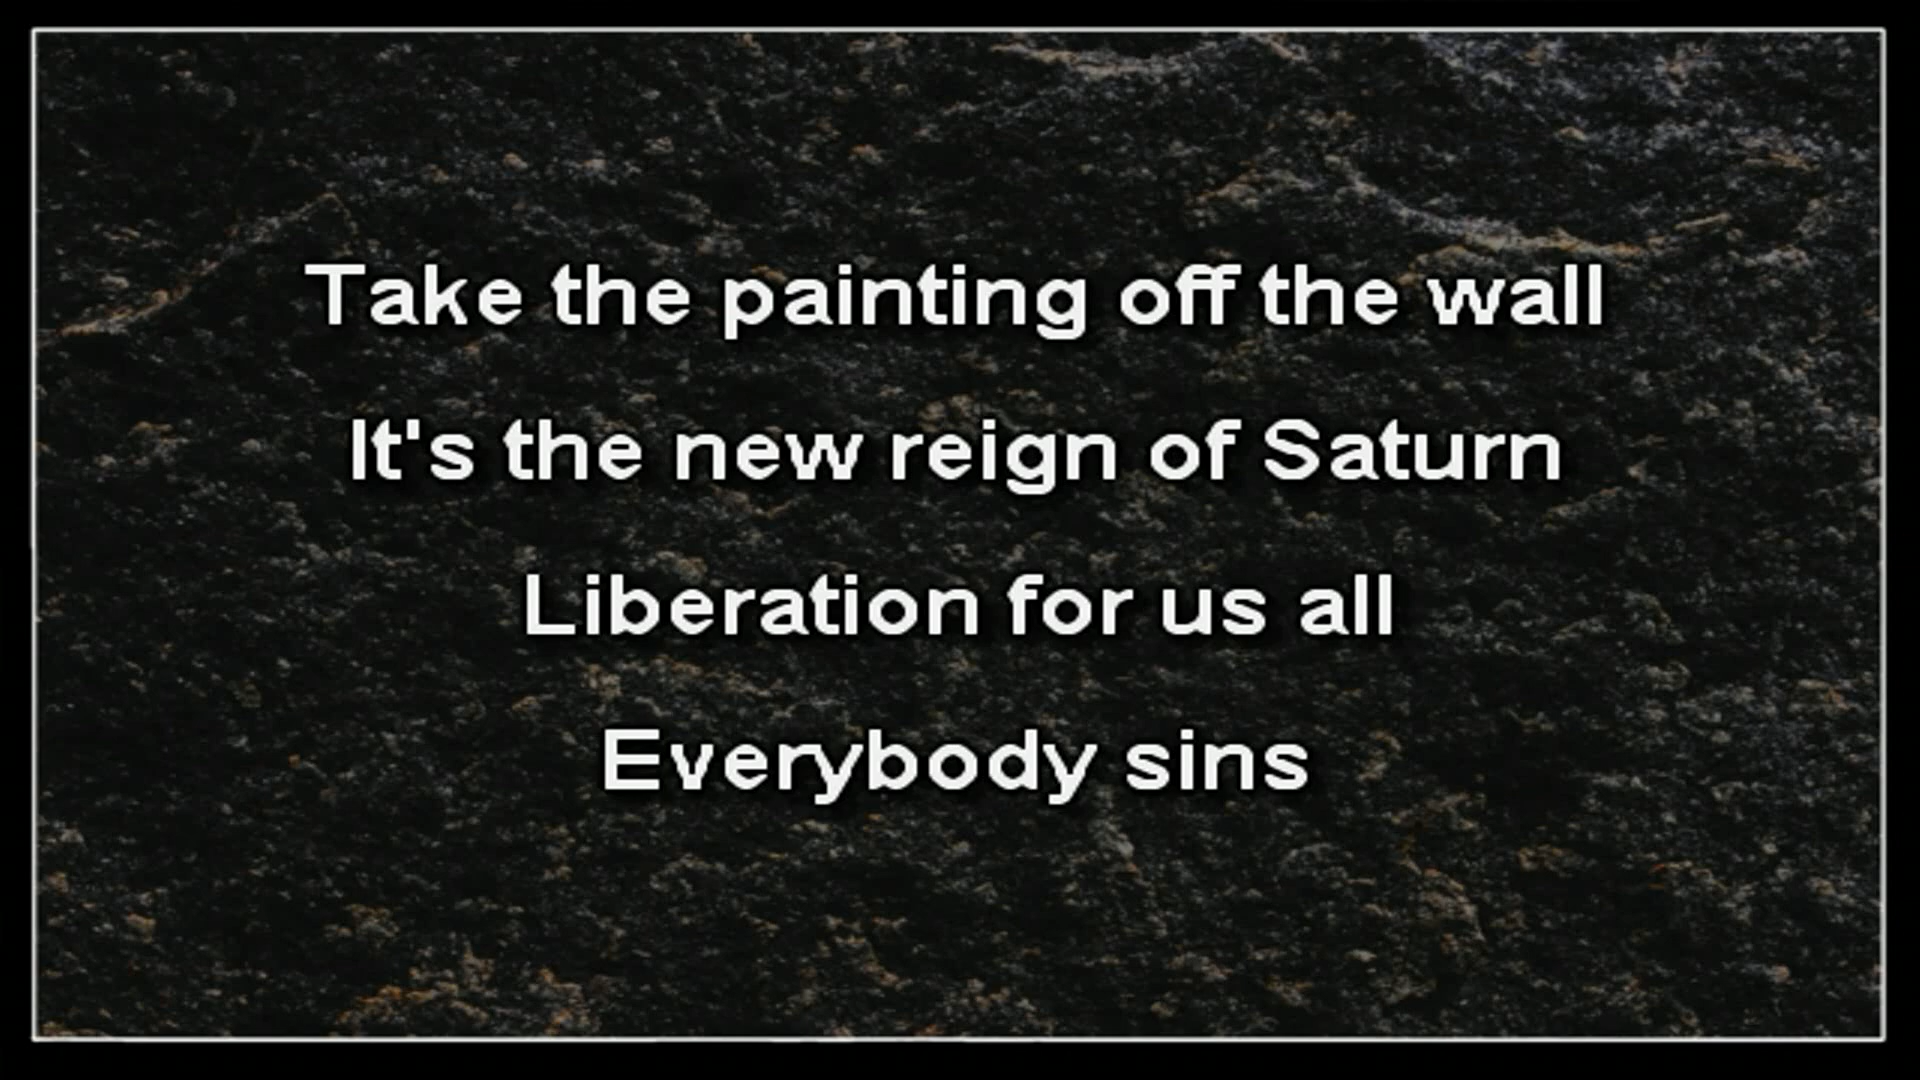 Take the painting off the wall
It's the new reign of Saturn
Liberation for us all
Everybody sins